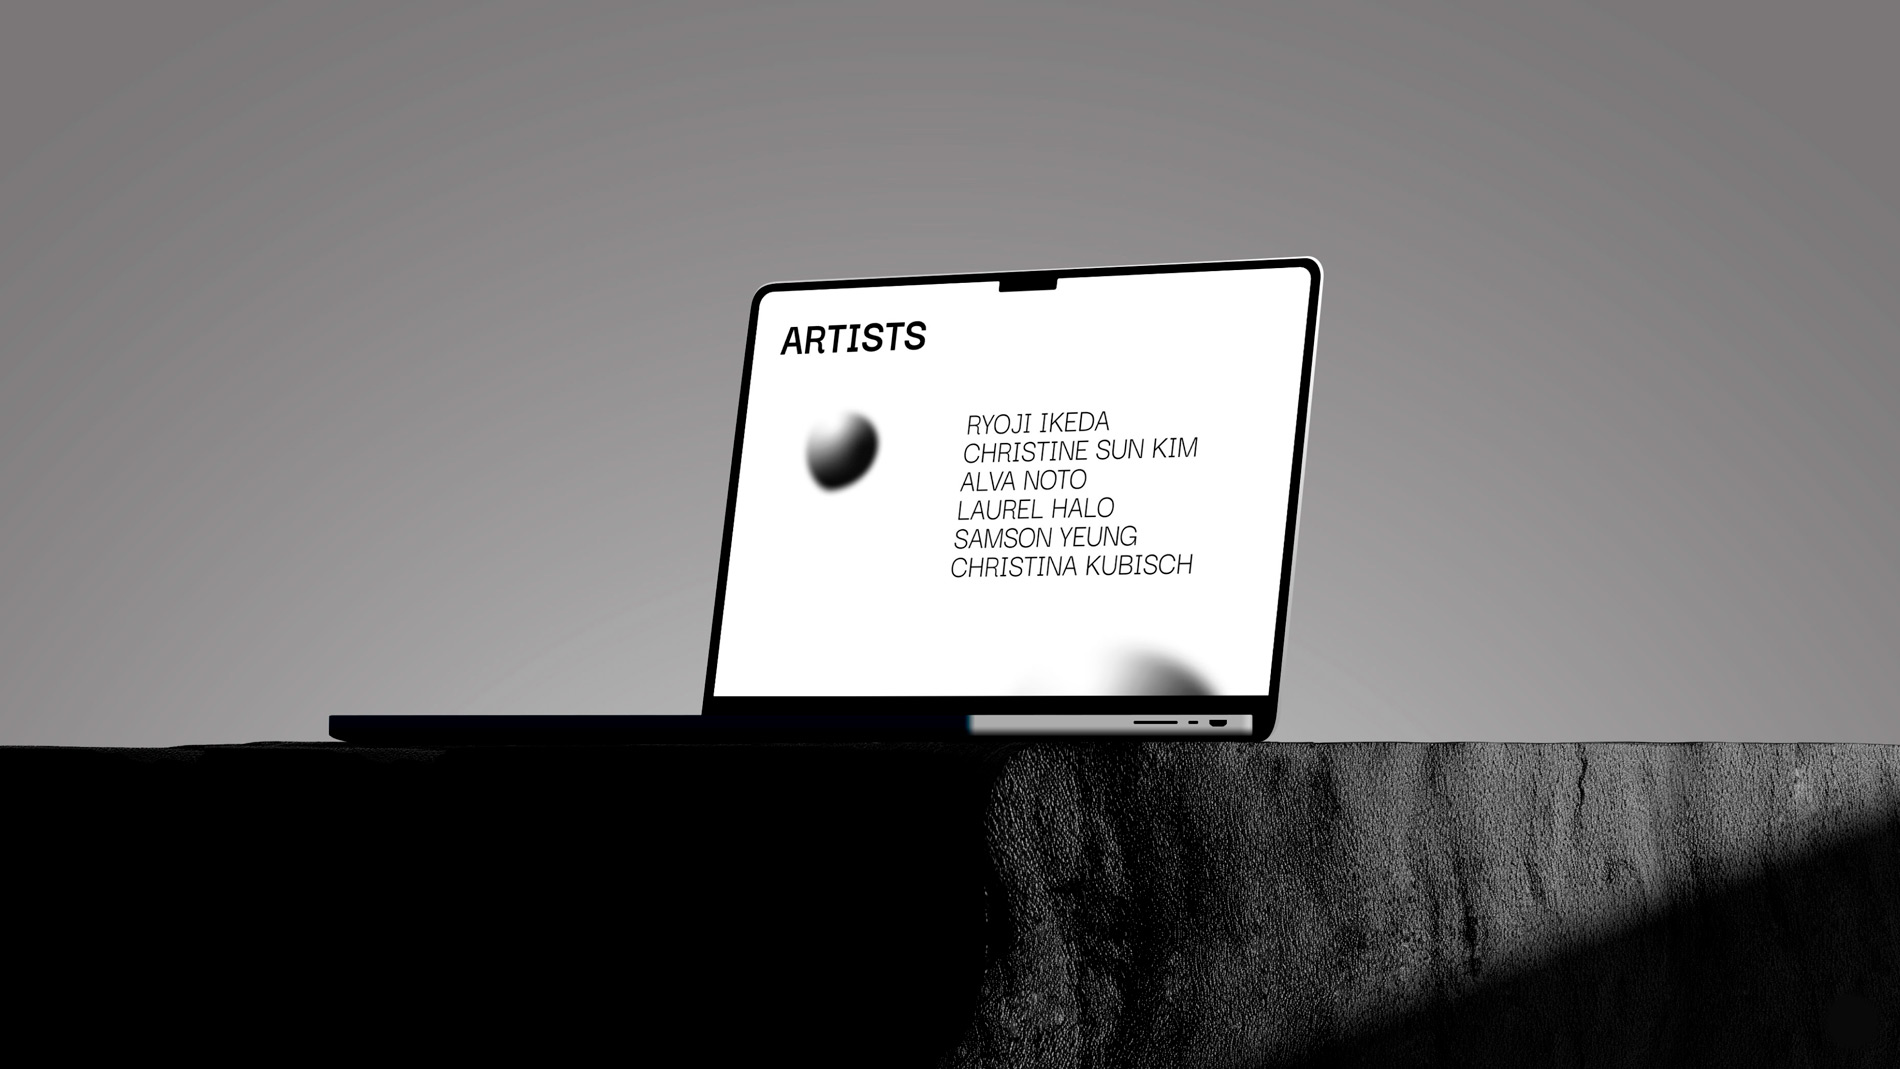 ARTISTS
RYOJI IKEDA
CHRISTINE SUN KIM
ALVA NOTO
LAUREL HALO
SAMSON YEUNG
CHRISTINA KUBISCH